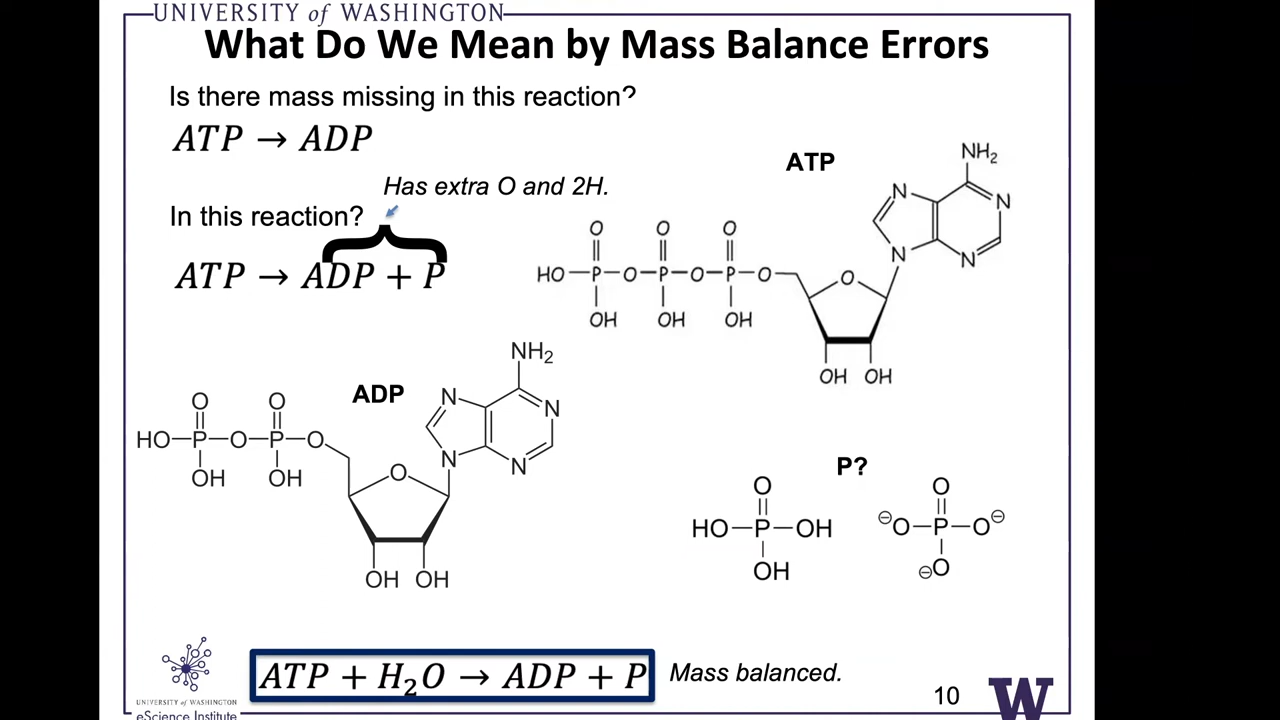 UNIVERSITY of WASHINGTON
What Do We Mean by Mass Balance Errors
Is there mass missing in this reaction?
ATP → ADP
Has extra O and 2H.
In this reaction?
ATP → ADP + P
ATP
NH₂
N
N
N
N
O
O
O
HO P O P O P O
O
OH
OH
OH
OH OH
ADP
NH₂
N
N
N
N
O
O
HO P O P O
O
OH
OH
OH OH
P?
O
HO P OH
OH
O
⊖O P O⊖
⊖O
ATP + H₂O → ADP + P
Mass balanced.
UNIVERSITY of WASHINGTON
eScience Institute
10
W